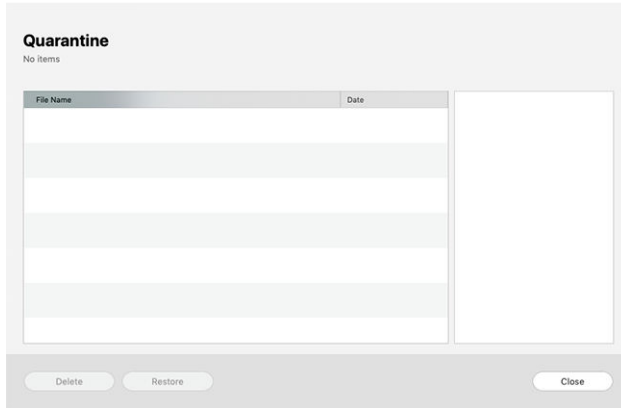 Quarantine
No items
File Name Date
Delete Restore Close